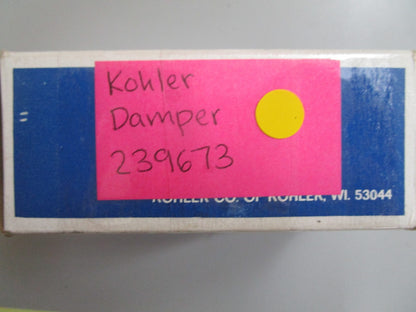 Kohler
Damper
239673
KOHLER CO. OF KOHLER, WI. 53044